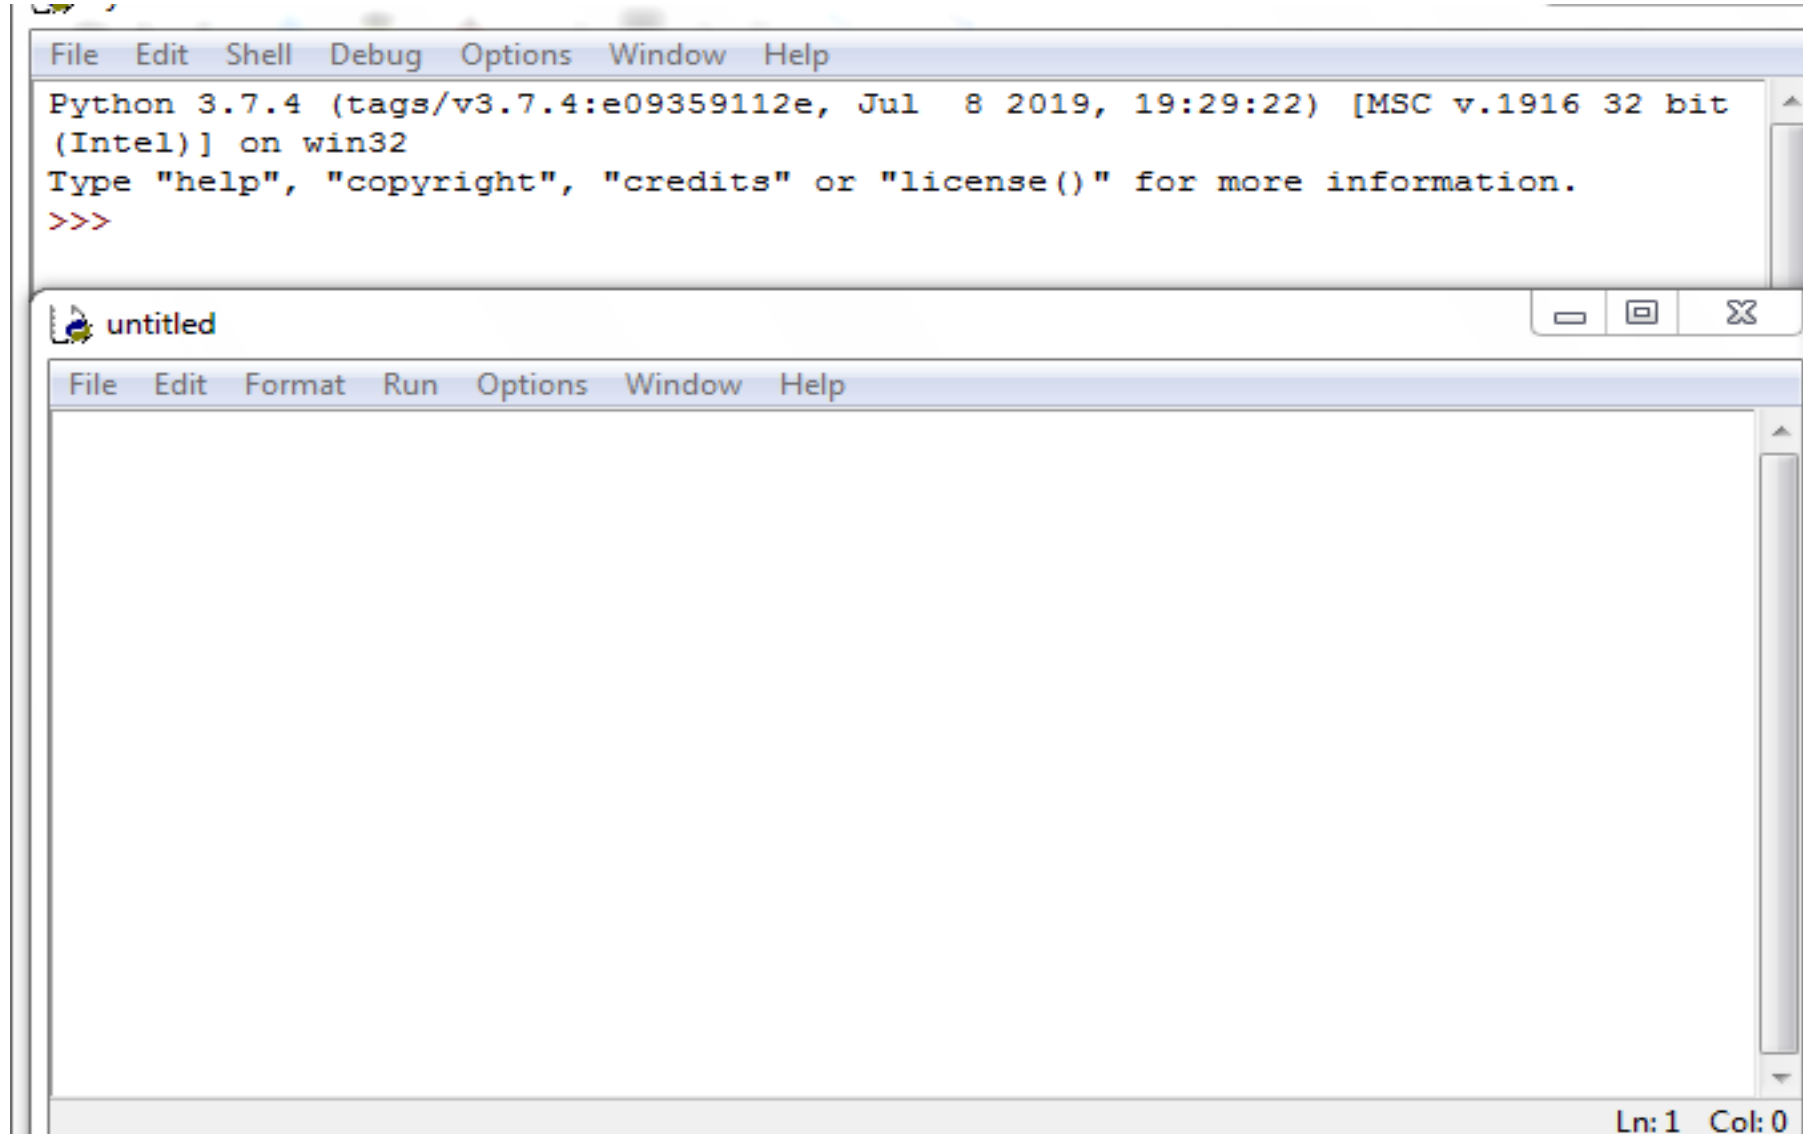 File Edit Shell Debug Options Window Help
Python 3.7.4 (tags/v3.7.4:e09359112e, Jul  8 2019, 19:29:22) [MSC v.1916 32 bit
(Intel)] on win32
Type "help", "copyright", "credits" or "license()" for more information.
>>>
untitled
File Edit Format Run Options Window Help
Ln: 1 Col: 0